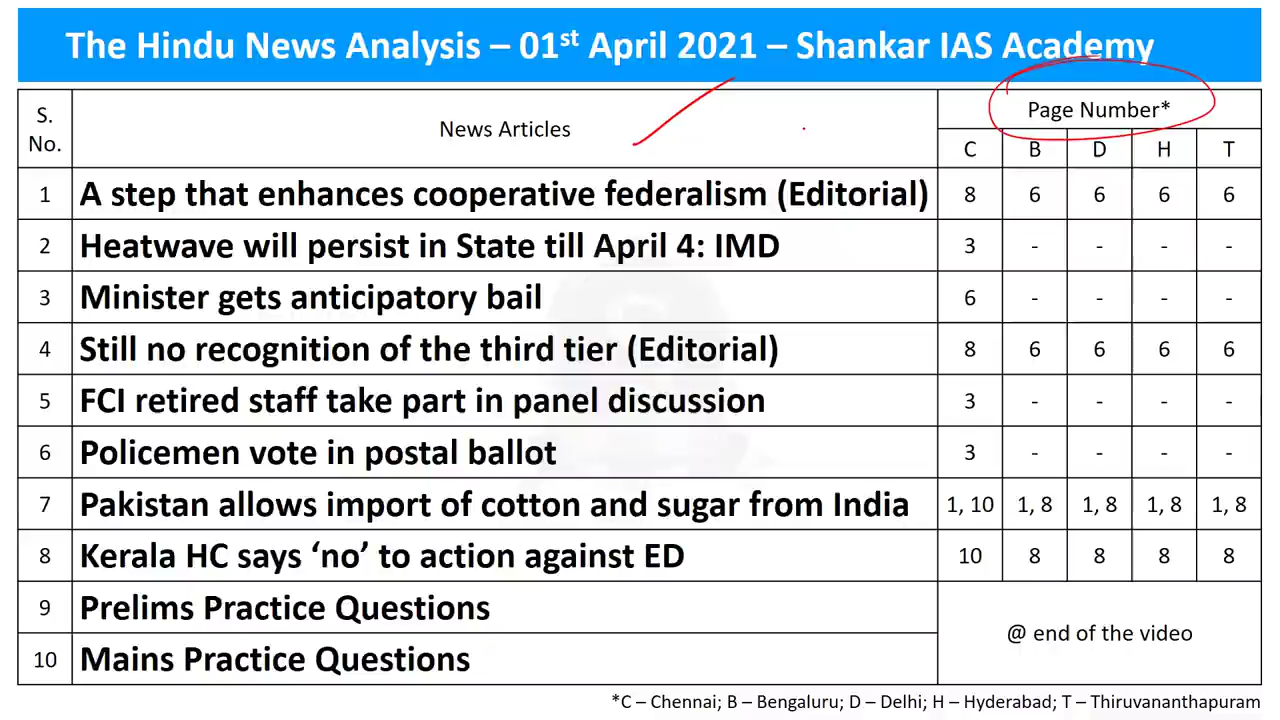 The Hindu News Analysis – 01st April 2021 – Shankar IAS Academy
S. No. News Articles Page Number*
C B D H T
1 A step that enhances cooperative federalism (Editorial) 8 6 6 6 6
2 Heatwave will persist in State till April 4: IMD 3 - - - -
3 Minister gets anticipatory bail 6 - - - -
4 Still no recognition of the third tier (Editorial) 8 6 6 6 6
5 FCI retired staff take part in panel discussion 3 - - - -
6 Policemen vote in postal ballot 3 - - - -
7 Pakistan allows import of cotton and sugar from India 1, 10 1, 8 1, 8 1, 8 1, 8
8 Kerala HC says ‘no’ to action against ED 10 8 8 8 8
9 Prelims Practice Questions
@ end of the video
10 Mains Practice Questions
*C – Chennai; B – Bengaluru; D – Delhi; H – Hyderabad; T – Thiruvananthapuram